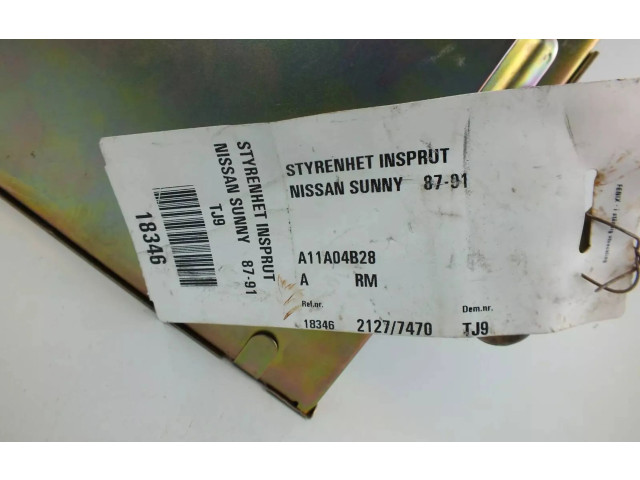 STYRENHET INSPRUT
NISSAN SUNNY 87-91
A11A04B28
A RM
Ref.nr. Dem.nr.
18346 2127/7470 TJ9
STYRENHET INSPRUT
NISSAN SUNNY 87-91
TJ9
18346